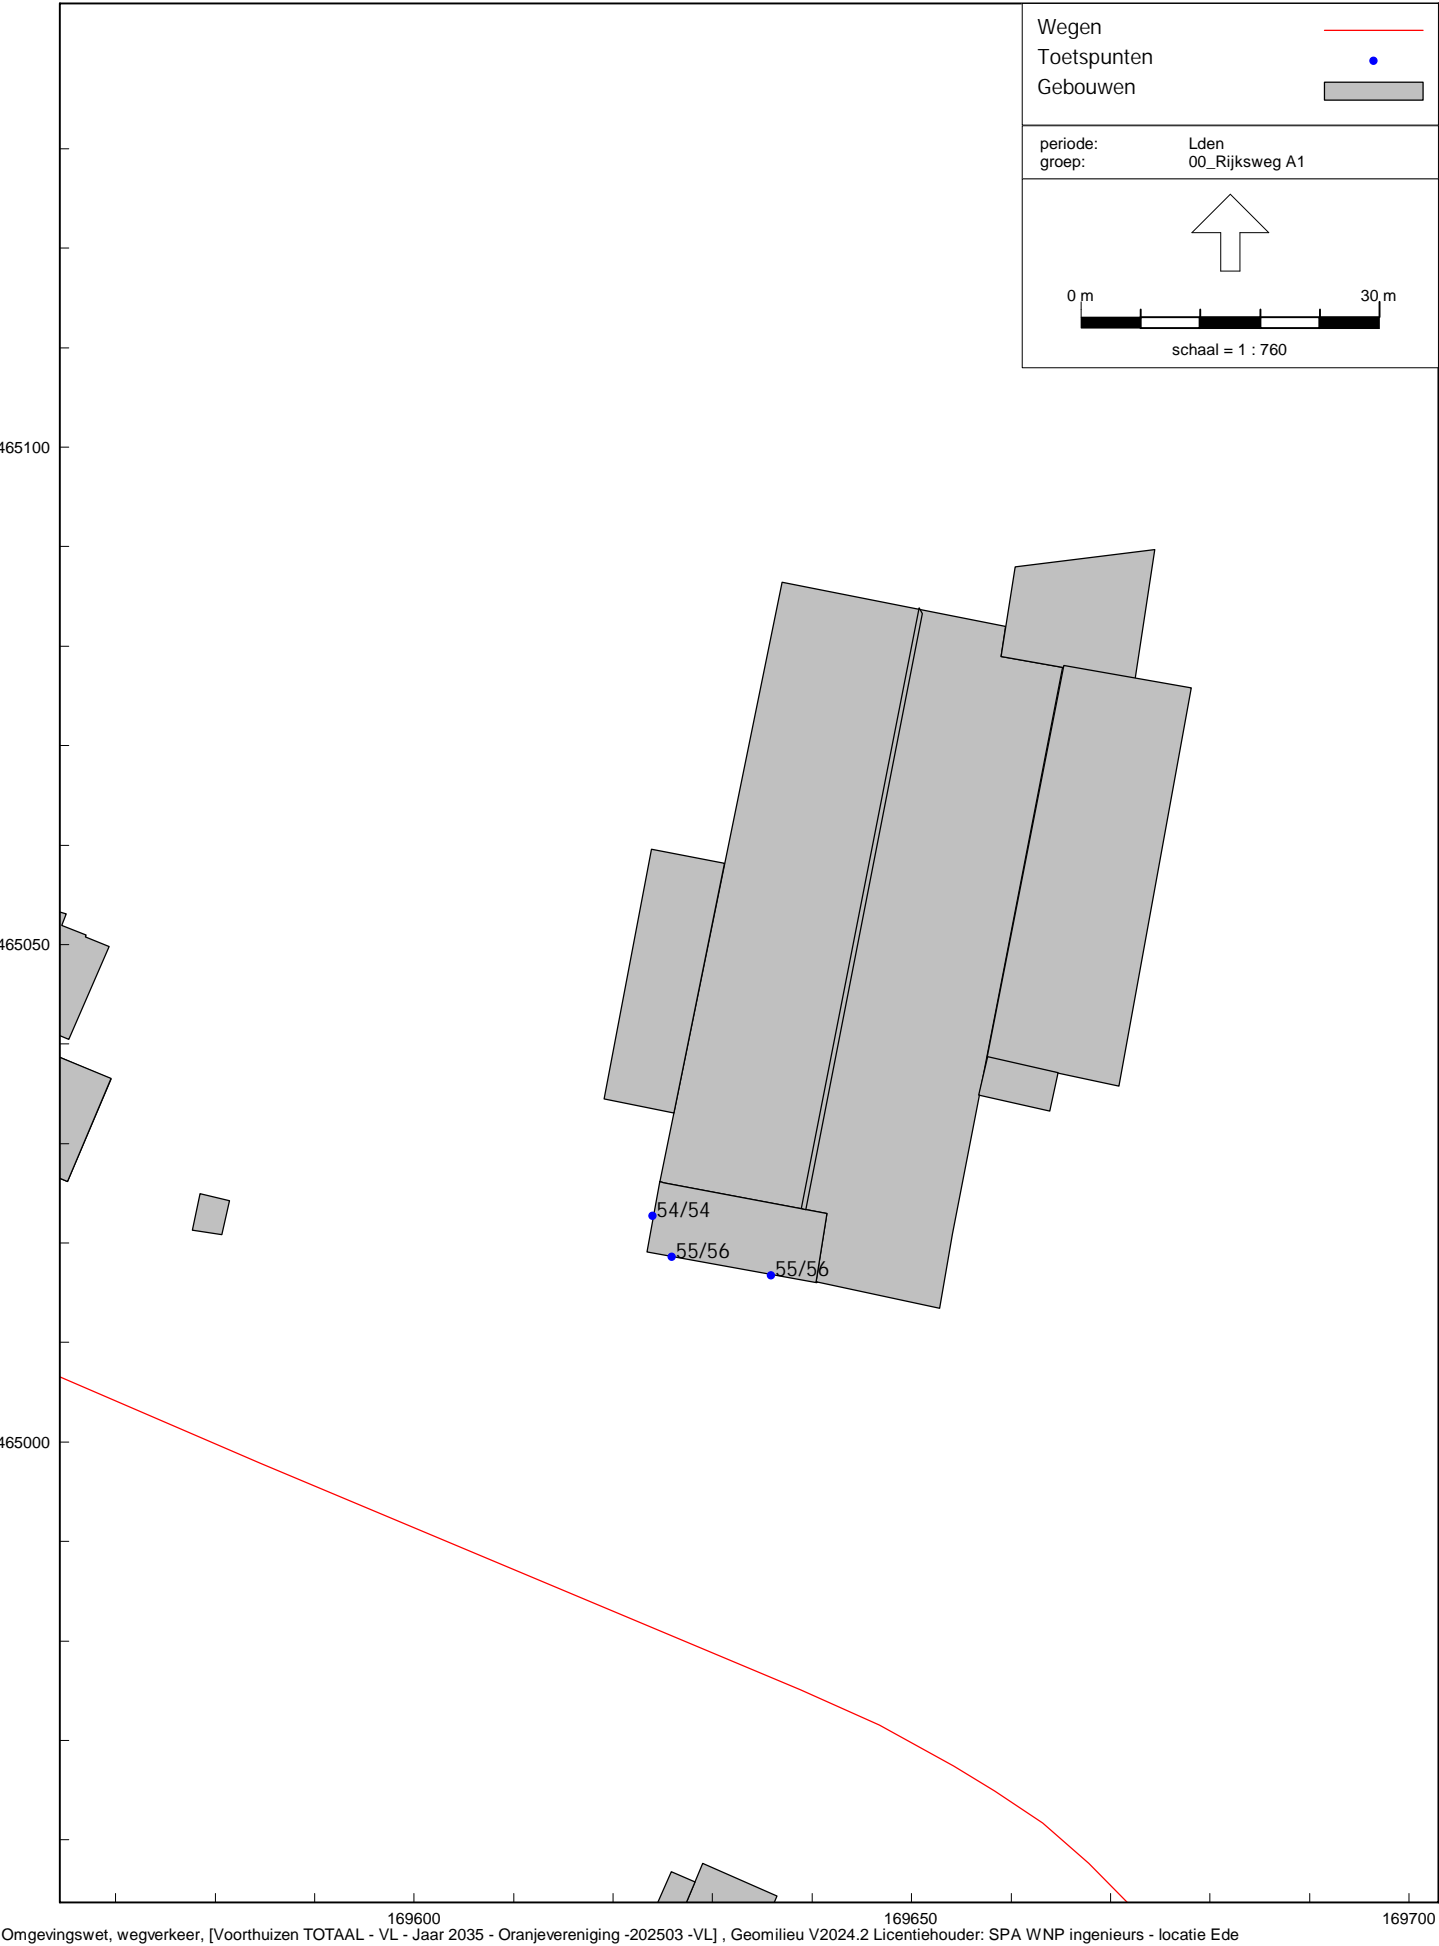 Wegen
Toetspunten
Gebouwen
periode: Lden
groep: 00_Rijksweg A1
0 m 30 m
schaal = 1 : 760
465100
465050
54/54
55/56
55/56
465000
169600 169650 169700
Omgevingswet, wegverkeer, [Voorthuizen TOTAAL - VL - Jaar 2035 - Oranjevereniging -202503 -VL] , Geomilieu V2024.2 Licentiehouder: SPA WNP ingenieurs - locatie Ede